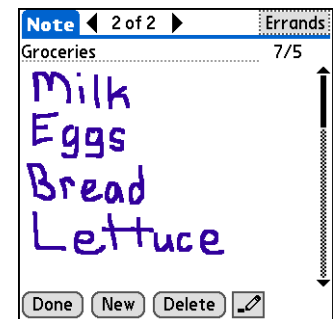 Note 2 of 2 Errands
Groceries 7/5
Milk
Eggs
Bread
Lettuce
Done New Delete